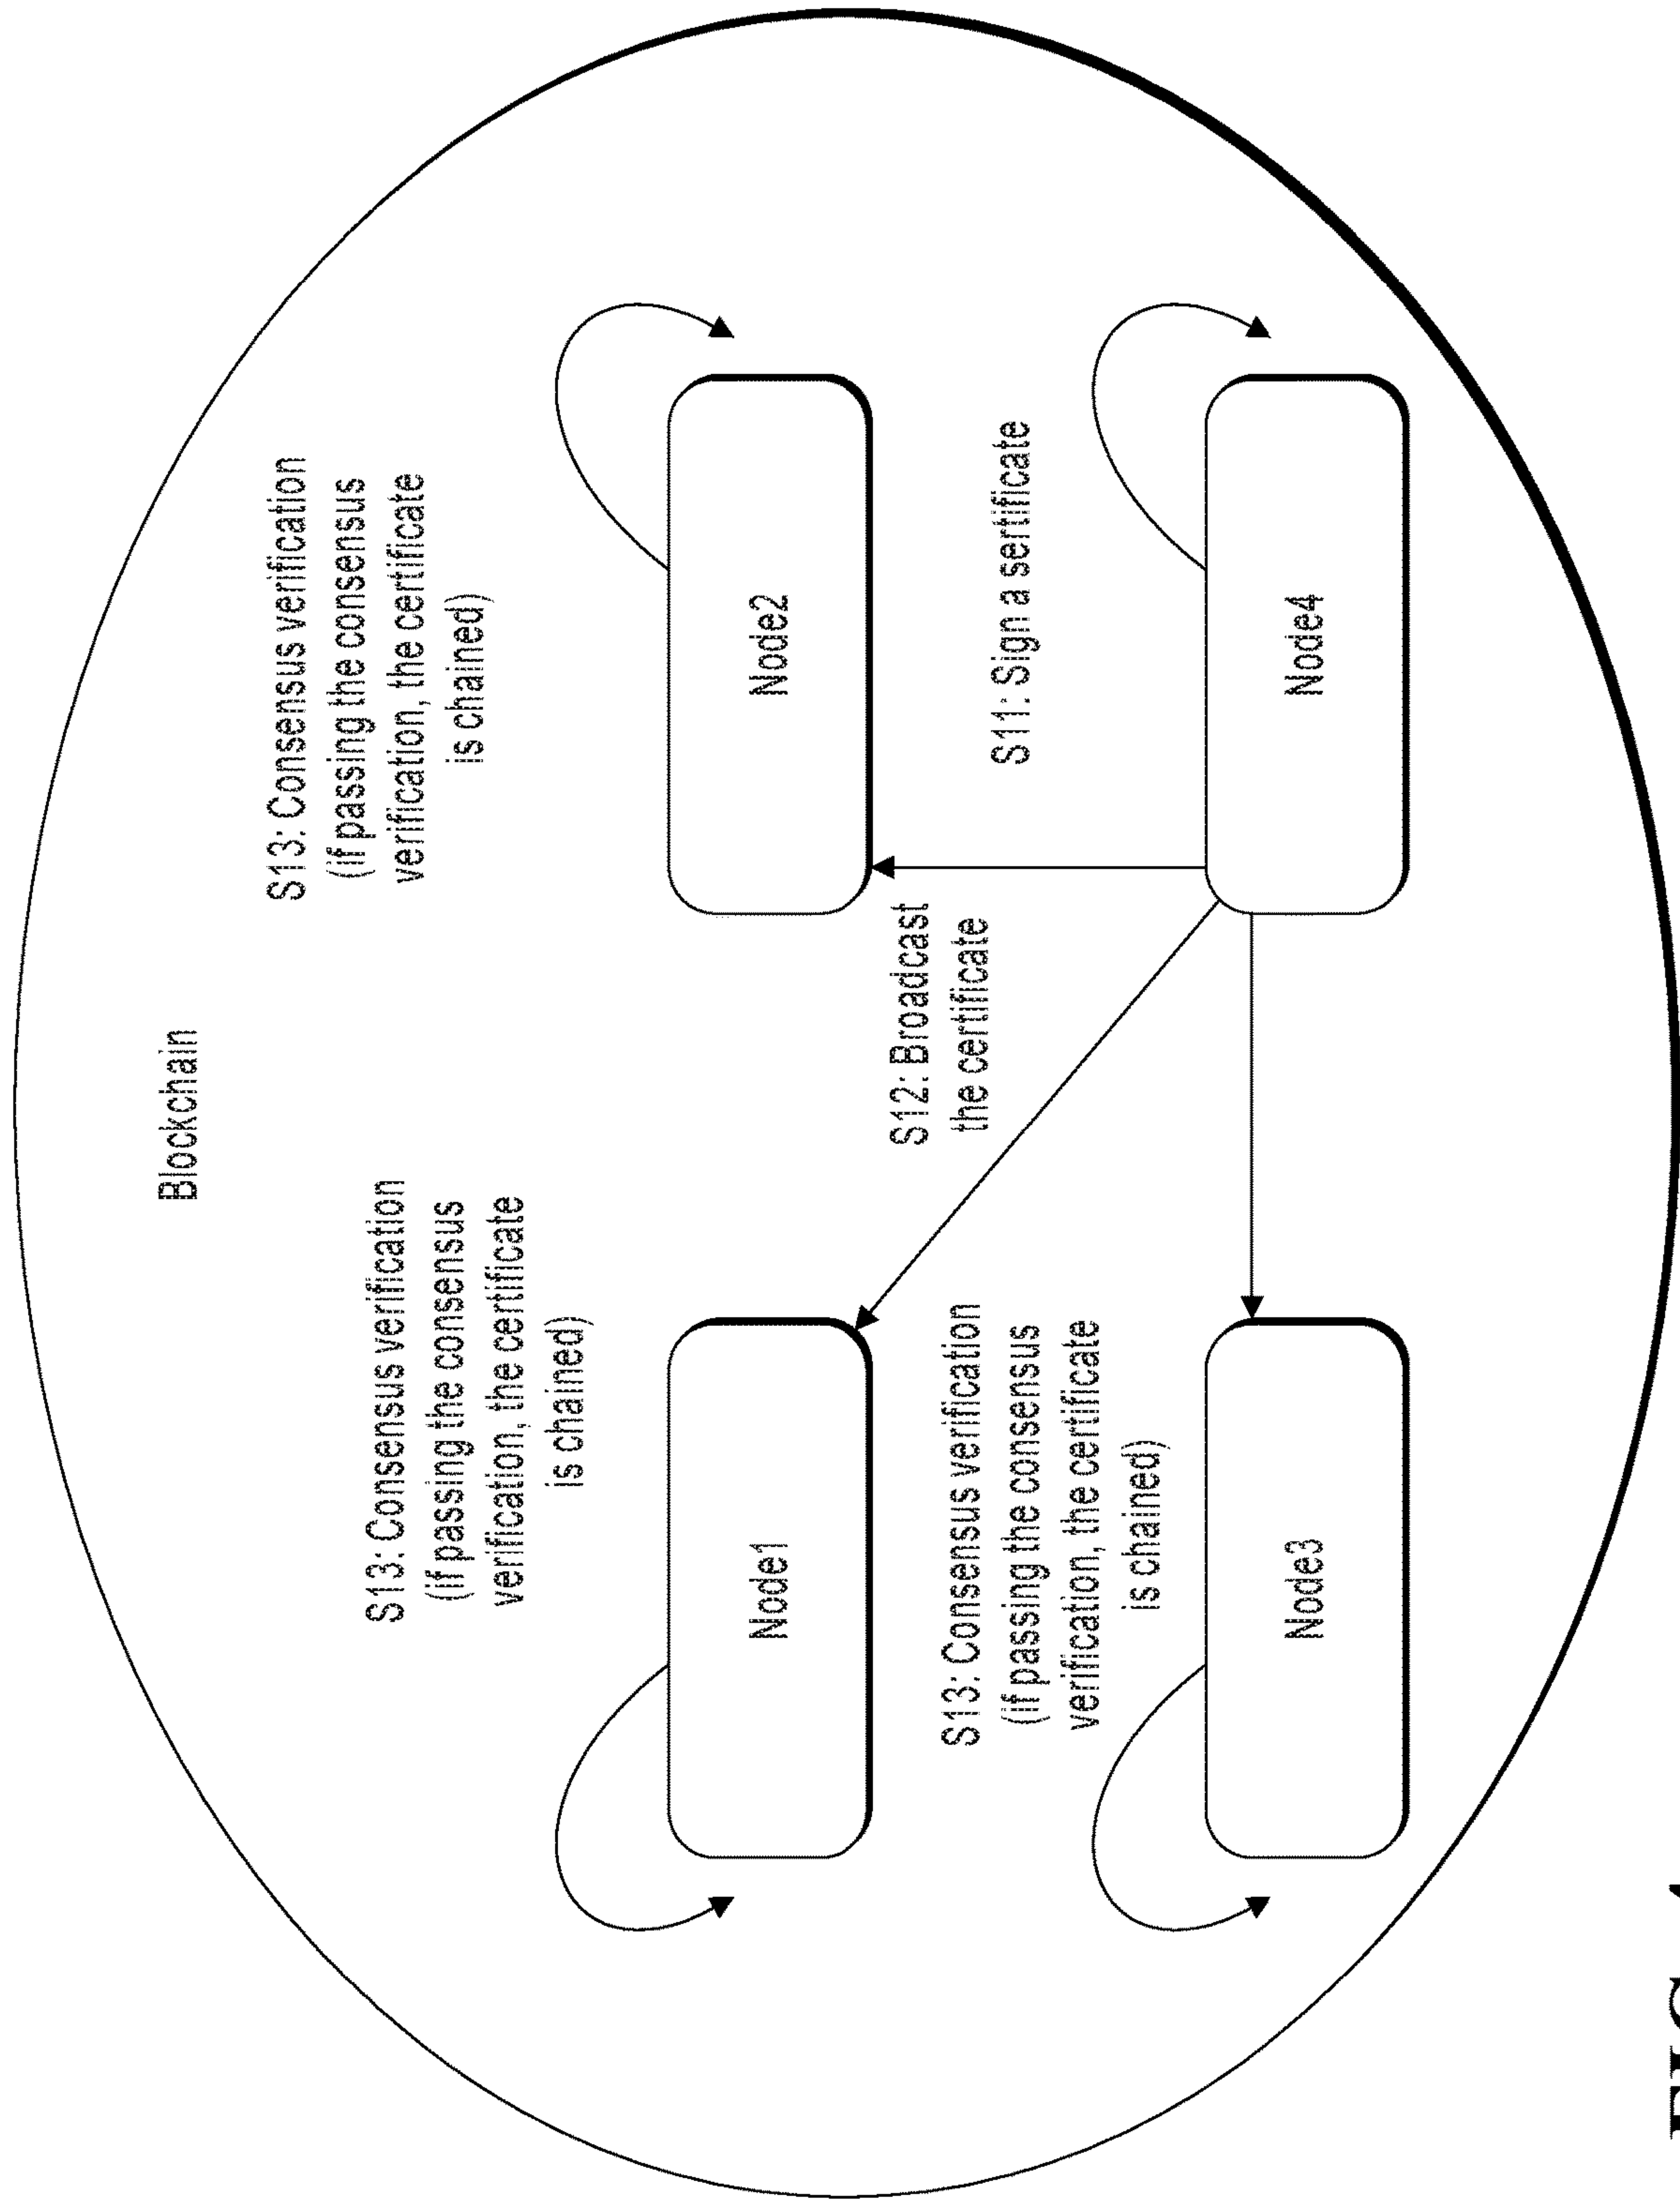 Blockchain
S13: Consensus verification
(if passing the consensus
verification, the certificate
is chained)
S13: Consensus verification
(if passing the consensus
verification, the certificate
is chained)
Node1
Node2
S12: Broadcast
the certificate
S13: Consensus verification
(if passing the consensus
verification, the certificate
is chained)
S11: Sign a sertificate
Node3
Node4